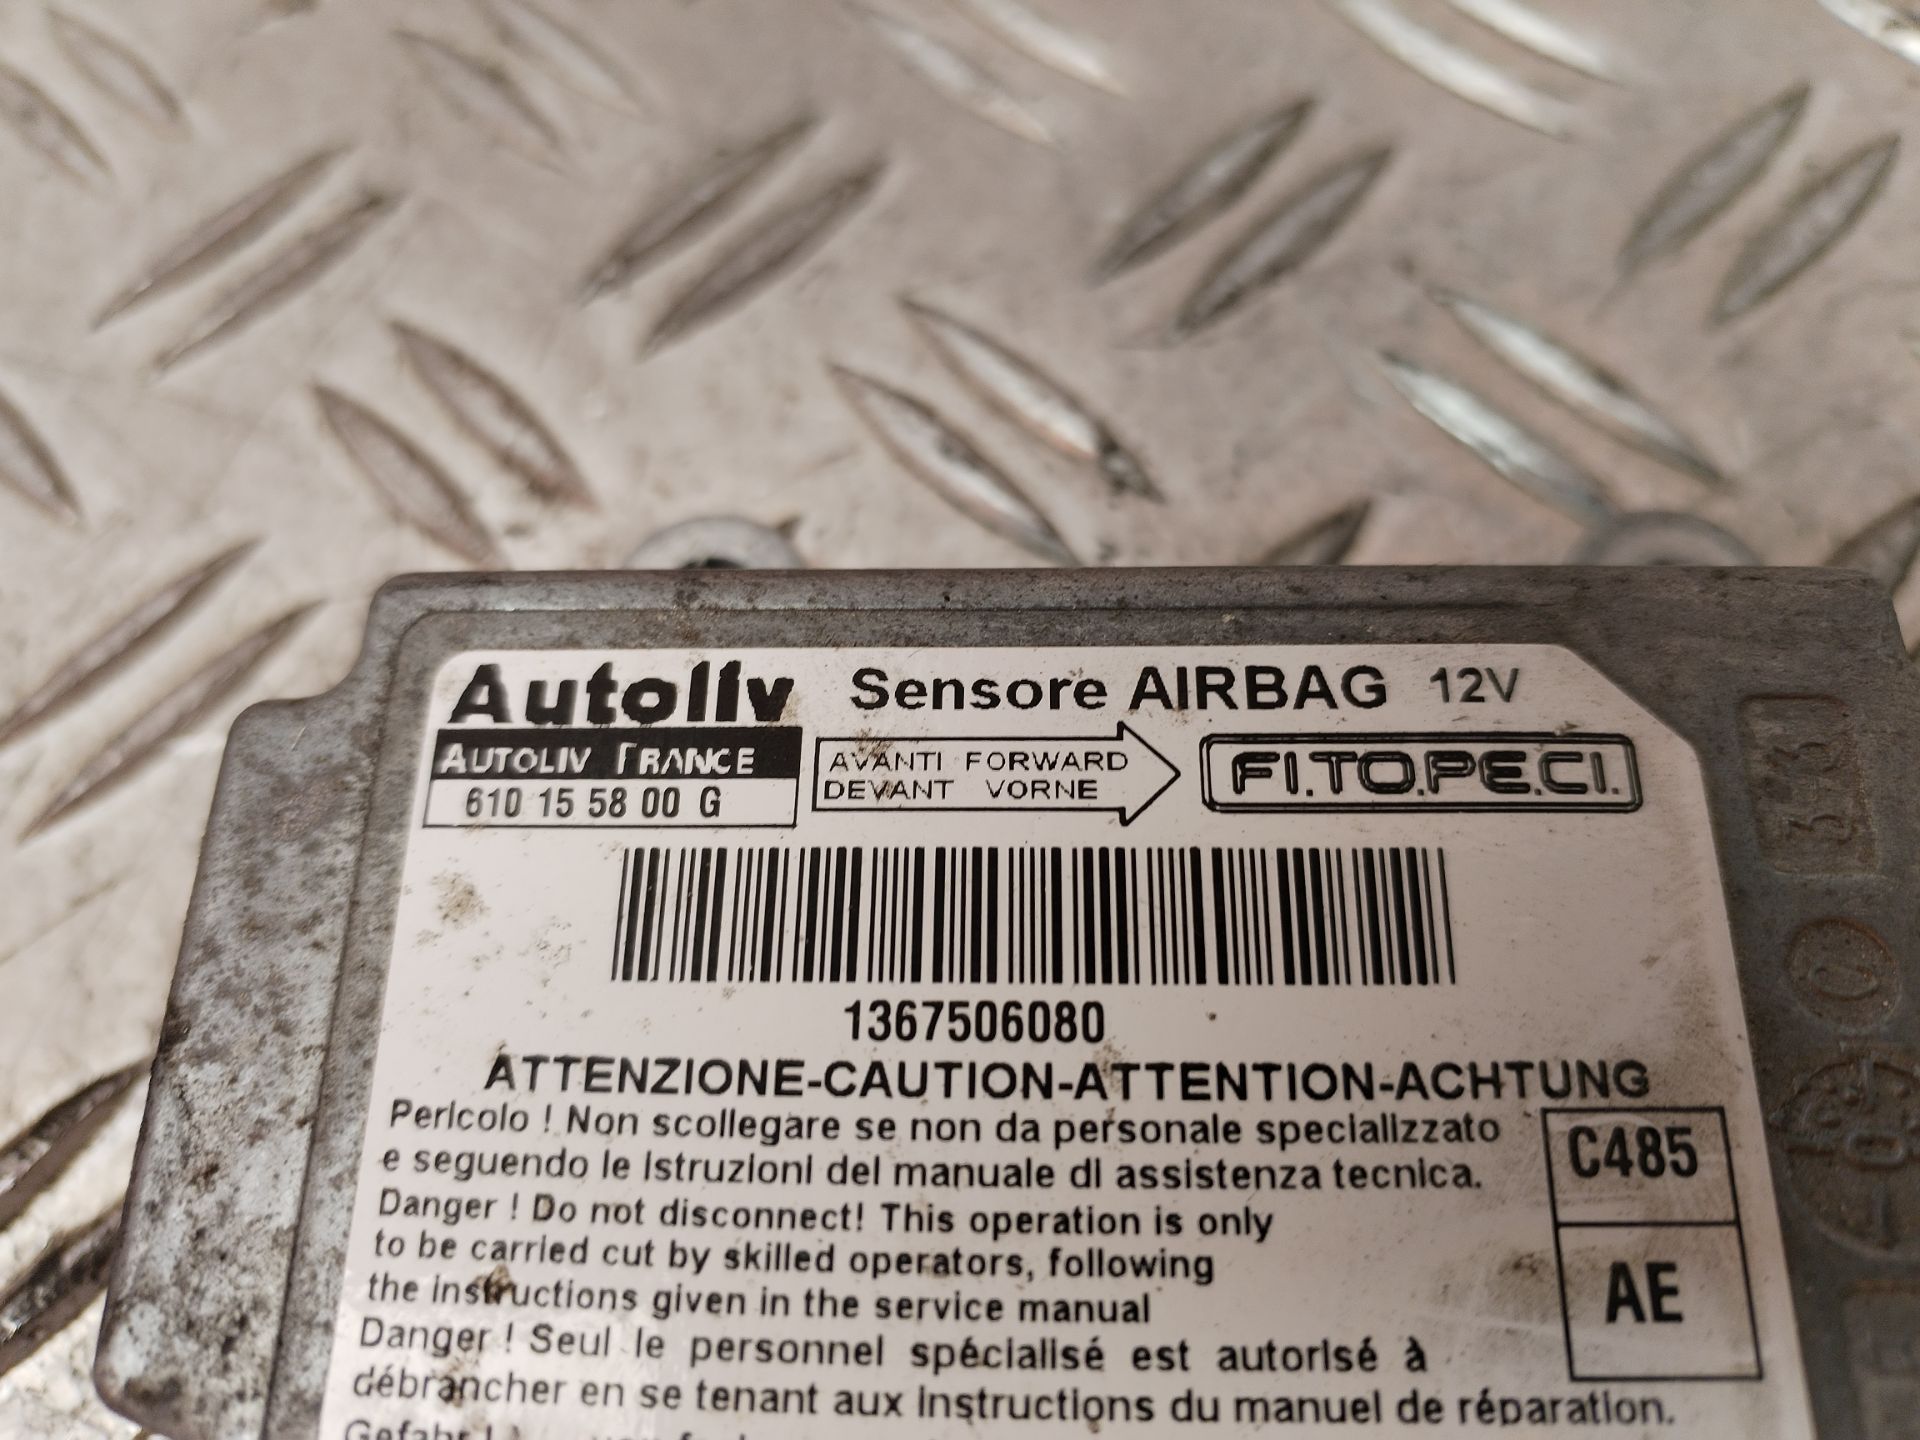 Autoliv Sensore AIRBAG 12V
AUTOLIV FRANCE
610 15 58 00 G
AVANTI FORWARD
DEVANT VORNE
FI.TO.PE.CI.
1367506080
ATTENZIONE-CAUTION-ATTENTION-ACHTUNG
Pericolo ! Non scollegare se non da personale specializzato
e seguendo le istruzioni del manuale di assistenza tecnica.
Danger ! Do not disconnect! This operation is only
to be carried cut by skilled operators, following
the instructions given in the service manual
Danger ! Seul le personnel spécialisé est autorisé à
débrancher en se tenant aux instructions du manuel de réparation.
Gefahr !
C485
AE